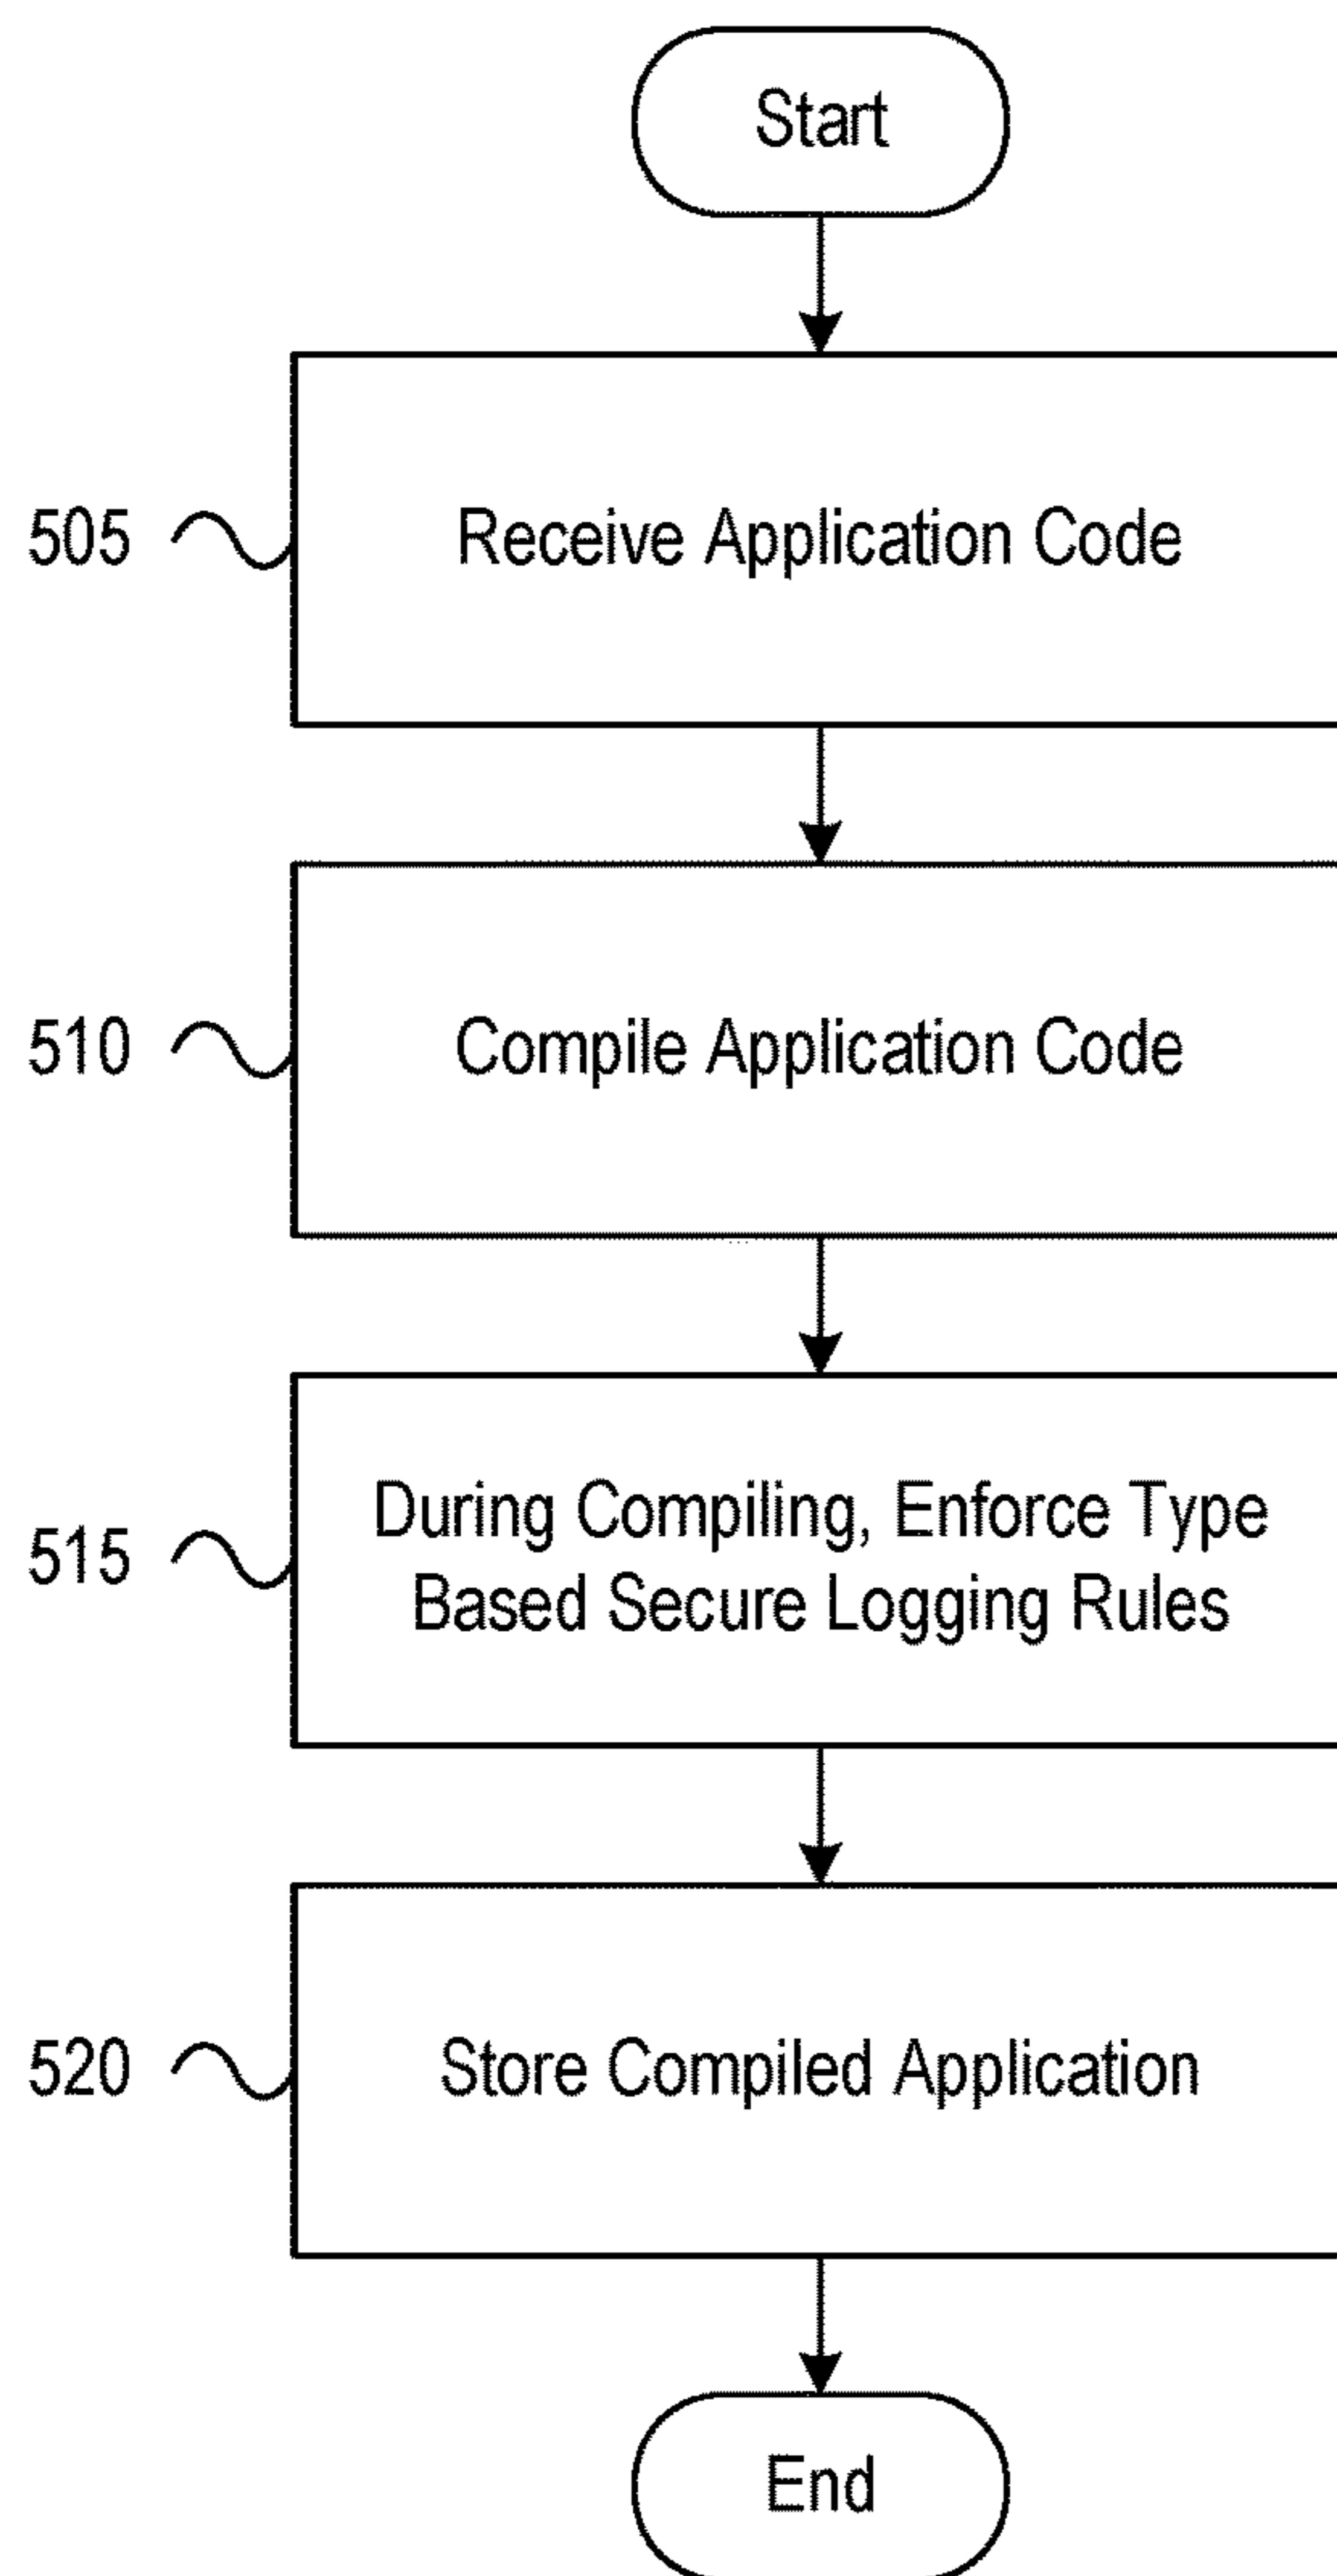 Start
505
Receive Application Code
510
Compile Application Code
515
During Compiling, Enforce Type
Based Secure Logging Rules
520
Store Compiled Application
End